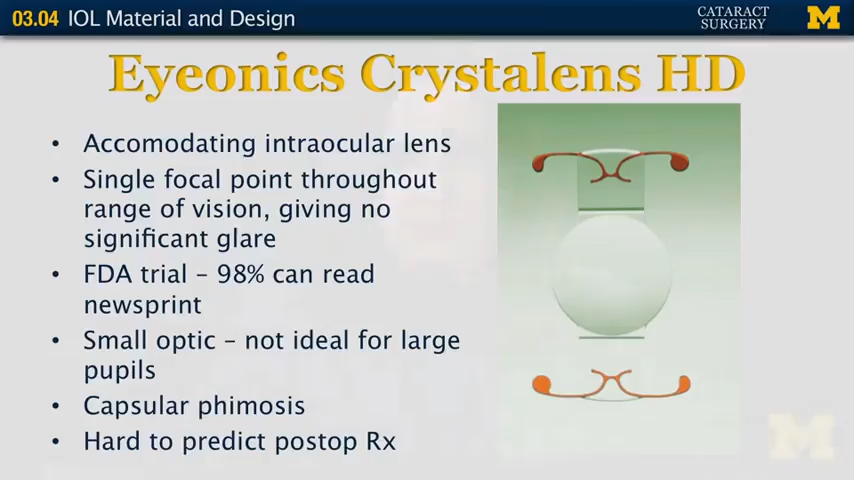 03.04 IOL Material and Design
CATARACT
SURGERY
M
Eyeonics Crystalens HD
• Accomodating intraocular lens
• Single focal point throughout
range of vision, giving no
significant glare
• FDA trial – 98% can read
newsprint
• Small optic – not ideal for large
pupils
• Capsular phimosis
• Hard to predict postop Rx
M